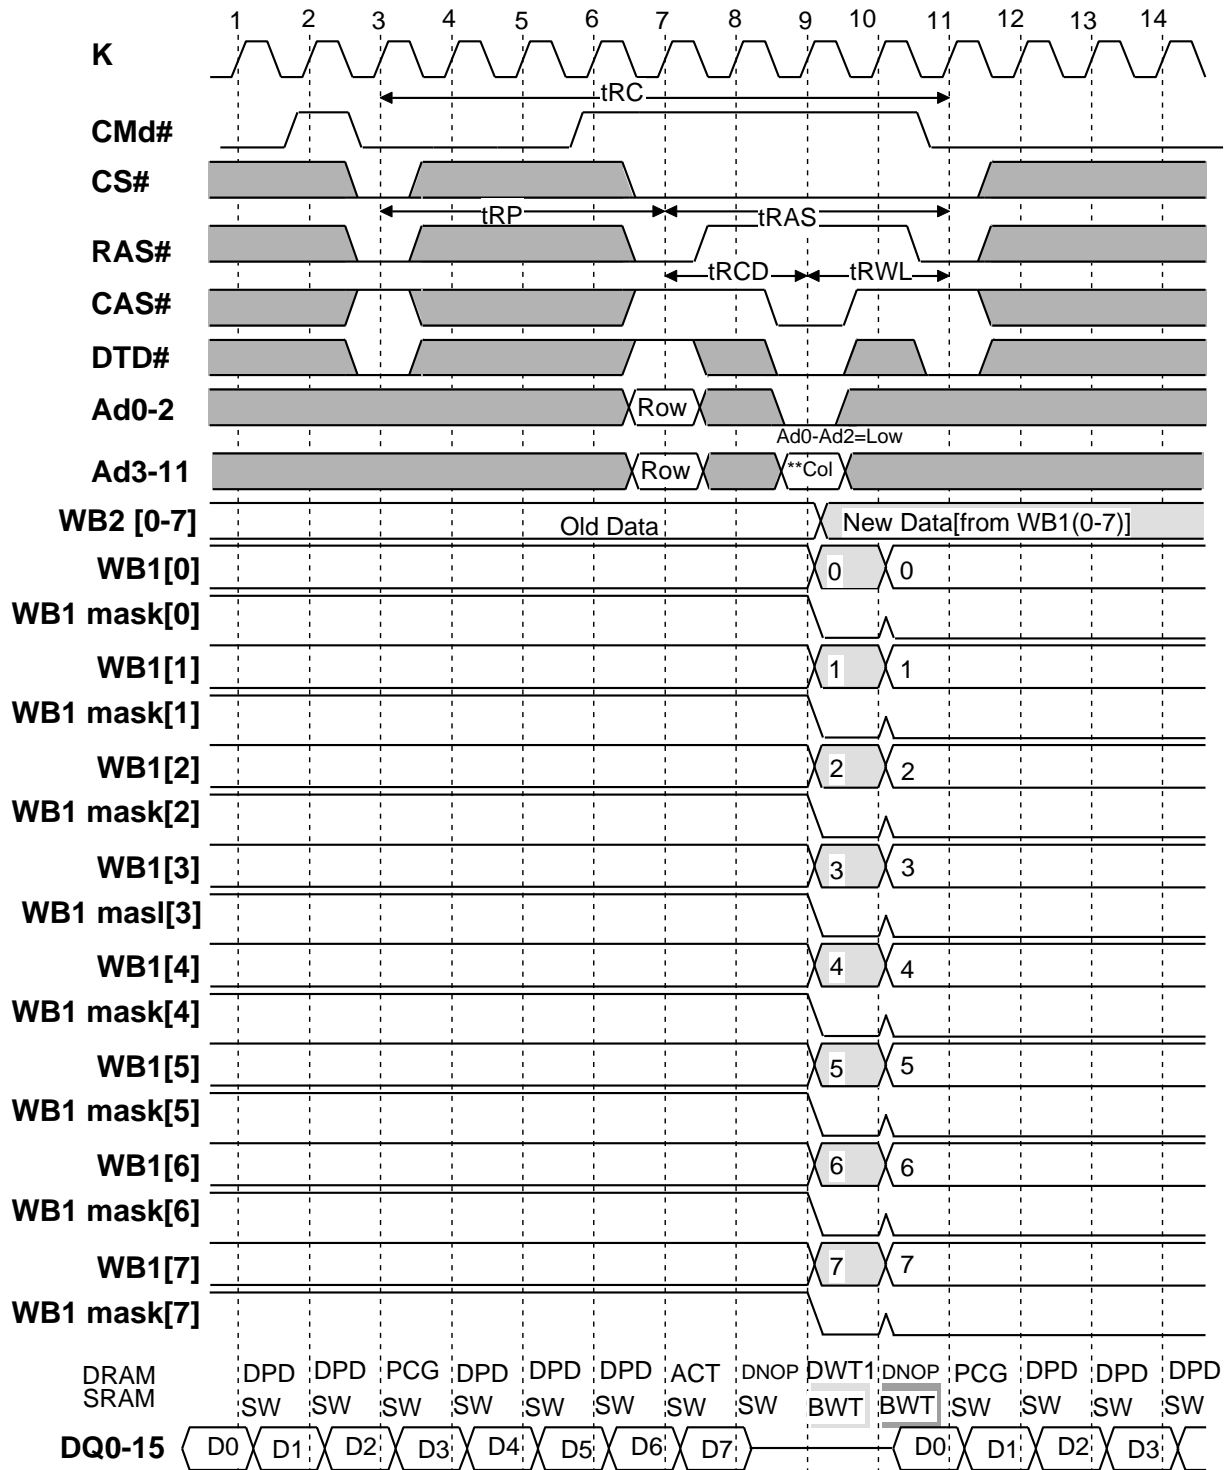 1 2 3 4 5 6 7 8 9 10 11 12 13 14
K
tRC
CMd#
CS#
tRP tRAS
RAS#
tRCD tRWL
CAS#
DTD#
Ad0-2 Row
Ad0-Ad2=Low
Ad3-11 Row **Col
WB2 [0-7] Old Data New Data[from WB1(0-7)]
WB1[0] 0 0
WB1 mask[0]
WB1[1] 1 1
WB1 mask[1]
WB1[2] 2 2
WB1 mask[2]
WB1[3] 3 3
WB1 masl[3]
WB1[4] 4 4
WB1 mask[4]
WB1[5] 5 5
WB1 mask[5]
WB1[6] 6 6
WB1 mask[6]
WB1[7] 7 7
WB1 mask[7]
DRAM DPD DPD PCG DPD DPD DPD ACT DNOP DWT1 DNOP PCG DPD DPD DPD
SRAM SW SW SW SW SW SW SW SW BWT BWT SW SW SW SW
DQ0-15 D0 D1 D2 D3 D4 D5 D6 D7 D0 D1 D2 D3